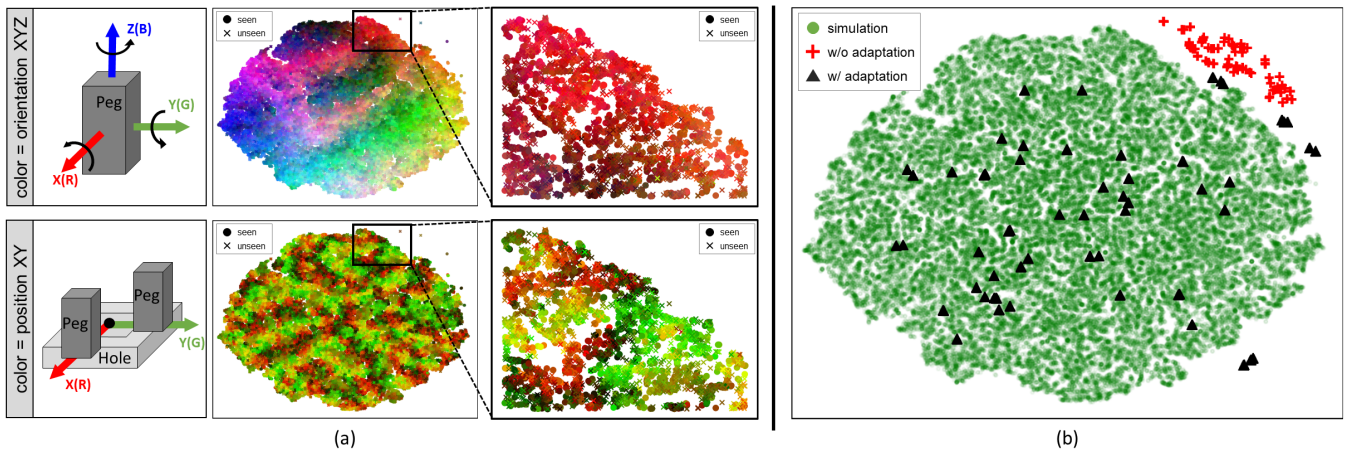 color = orientation XYZ
Z(B)
Peg
Y(G)
X(R)
seen
unseen
seen
unseen
color = position XY
Peg
Peg
Y(G)
Hole
X(R)
seen
unseen
seen
unseen
(a)
simulation
w/o adaptation
w/ adaptation
(b)